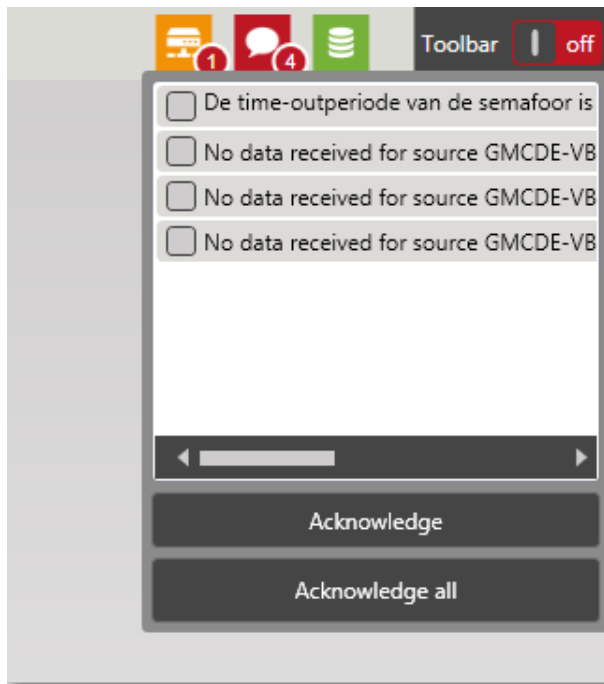 1
4
Toolbar off
De time-outperiode van de semafoor is
No data received for source GMCDE-VB
No data received for source GMCDE-VB
No data received for source GMCDE-VB
Acknowledge
Acknowledge all